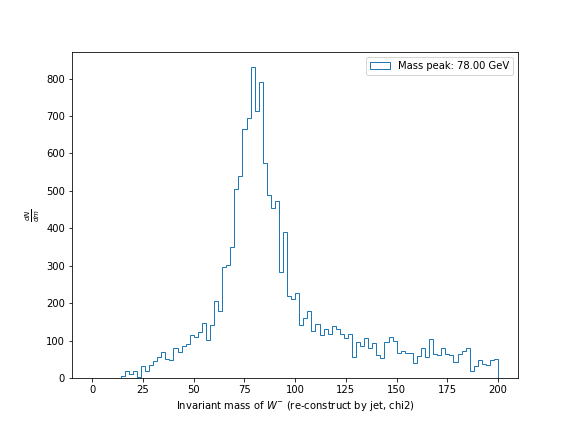 Mass peak: 78.00 GeV
800
700
600
500
400
300
200
100
0
dN
dm
0 25 50 75 100 125 150 175 200
Invariant mass of W⁻ (re-construct by jet, chi2)